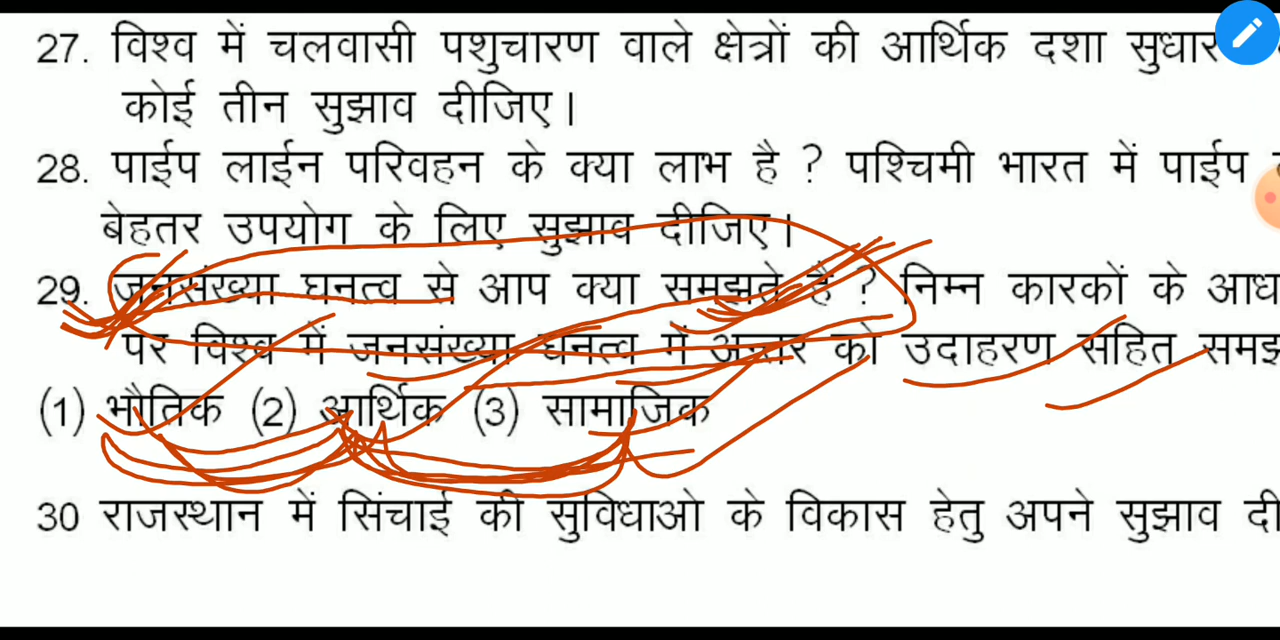 27. विश्व में चलवासी पशुचारण वाले क्षेत्रों की आर्थिक दशा सुधार
कोई तीन सुझाव दीजिए।
28. पाईप लाईन परिवहन के क्या लाभ है ? पश्चिमी भारत में पाईप
बेहतर उपयोग के लिए सुझाव दीजिए।
29. जनसंख्या घनत्व से आप क्या समझते है ? निम्न कारकों के आध
पर विश्व में जनसंख्या घनत्व में अन्तर को उदाहरण सहित समझ
(1) भौतिक (2) आर्थिक (3) सामाजिक
30 राजस्थान में सिंचाई की सुविधाओ के विकास हेतु अपने सुझाव दी